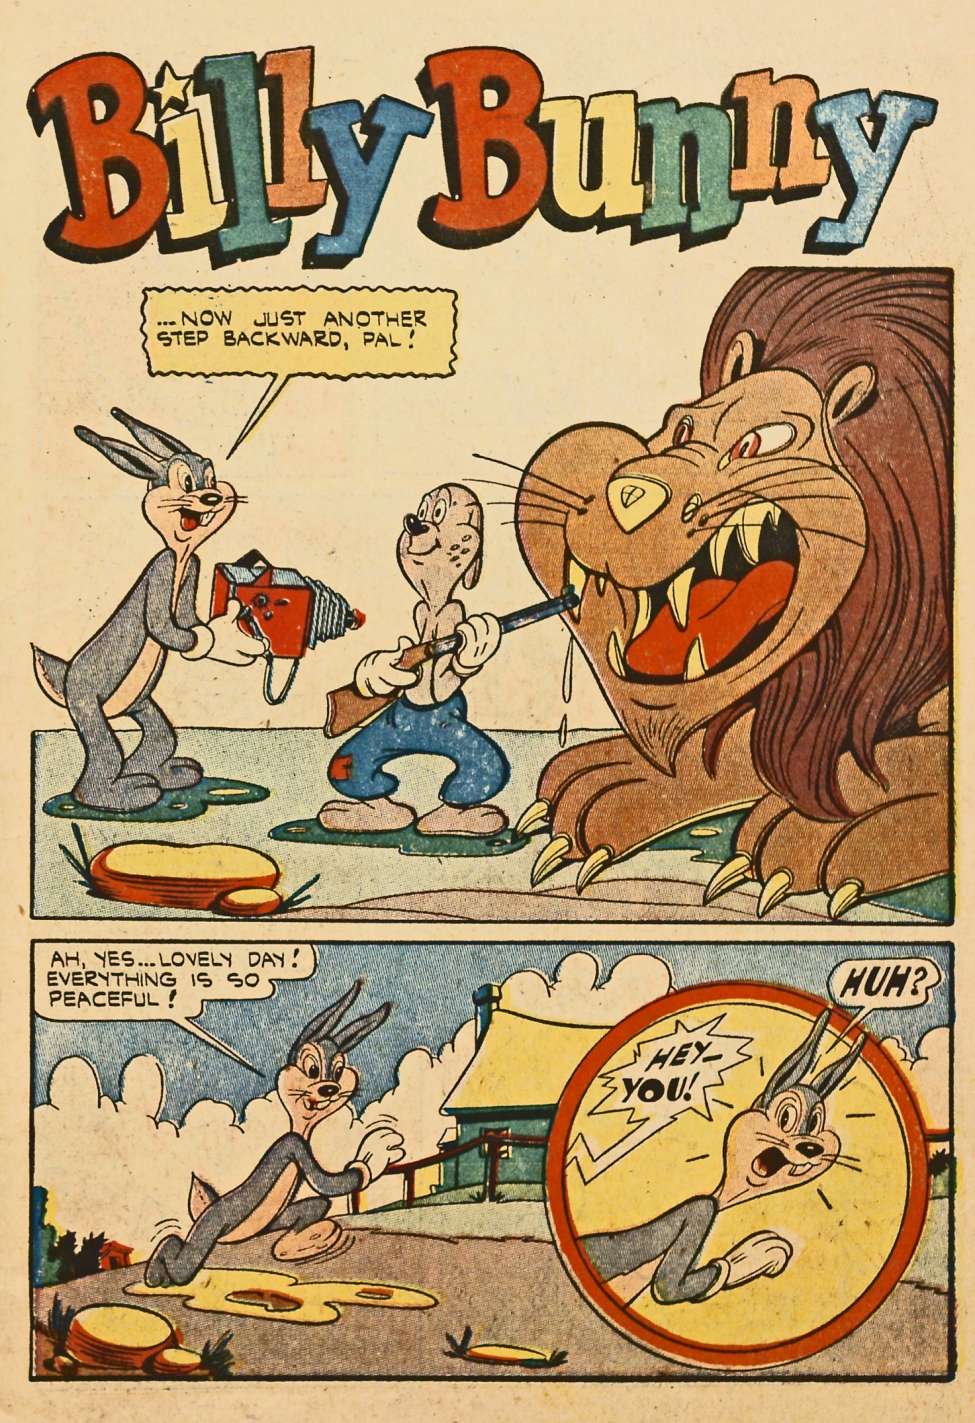 Billy Bunny
...NOW JUST ANOTHER
STEP BACKWARD, PAL!
AH, YES...LOVELY DAY!
EVERYTHING IS SO
PEACEFUL!
HEY-
YOU!
HUH?